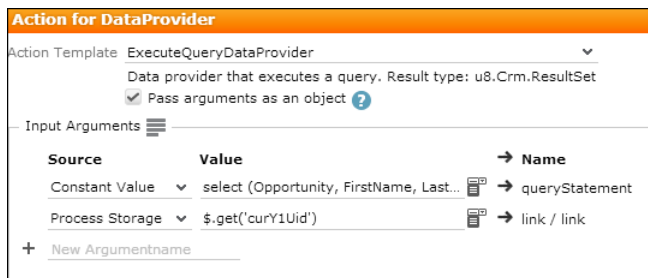 Action for DataProvider
Action Template ExecuteQueryDataProvider
Data provider that executes a query. Result type: u8.Crm.ResultSet
Pass arguments as an object ?
Input Arguments
Source Value → Name
Constant Value select (Opportunity, FirstName, Last... → queryStatement
Process Storage $.get('curY1Uid') → link / link
+ New Argumentname